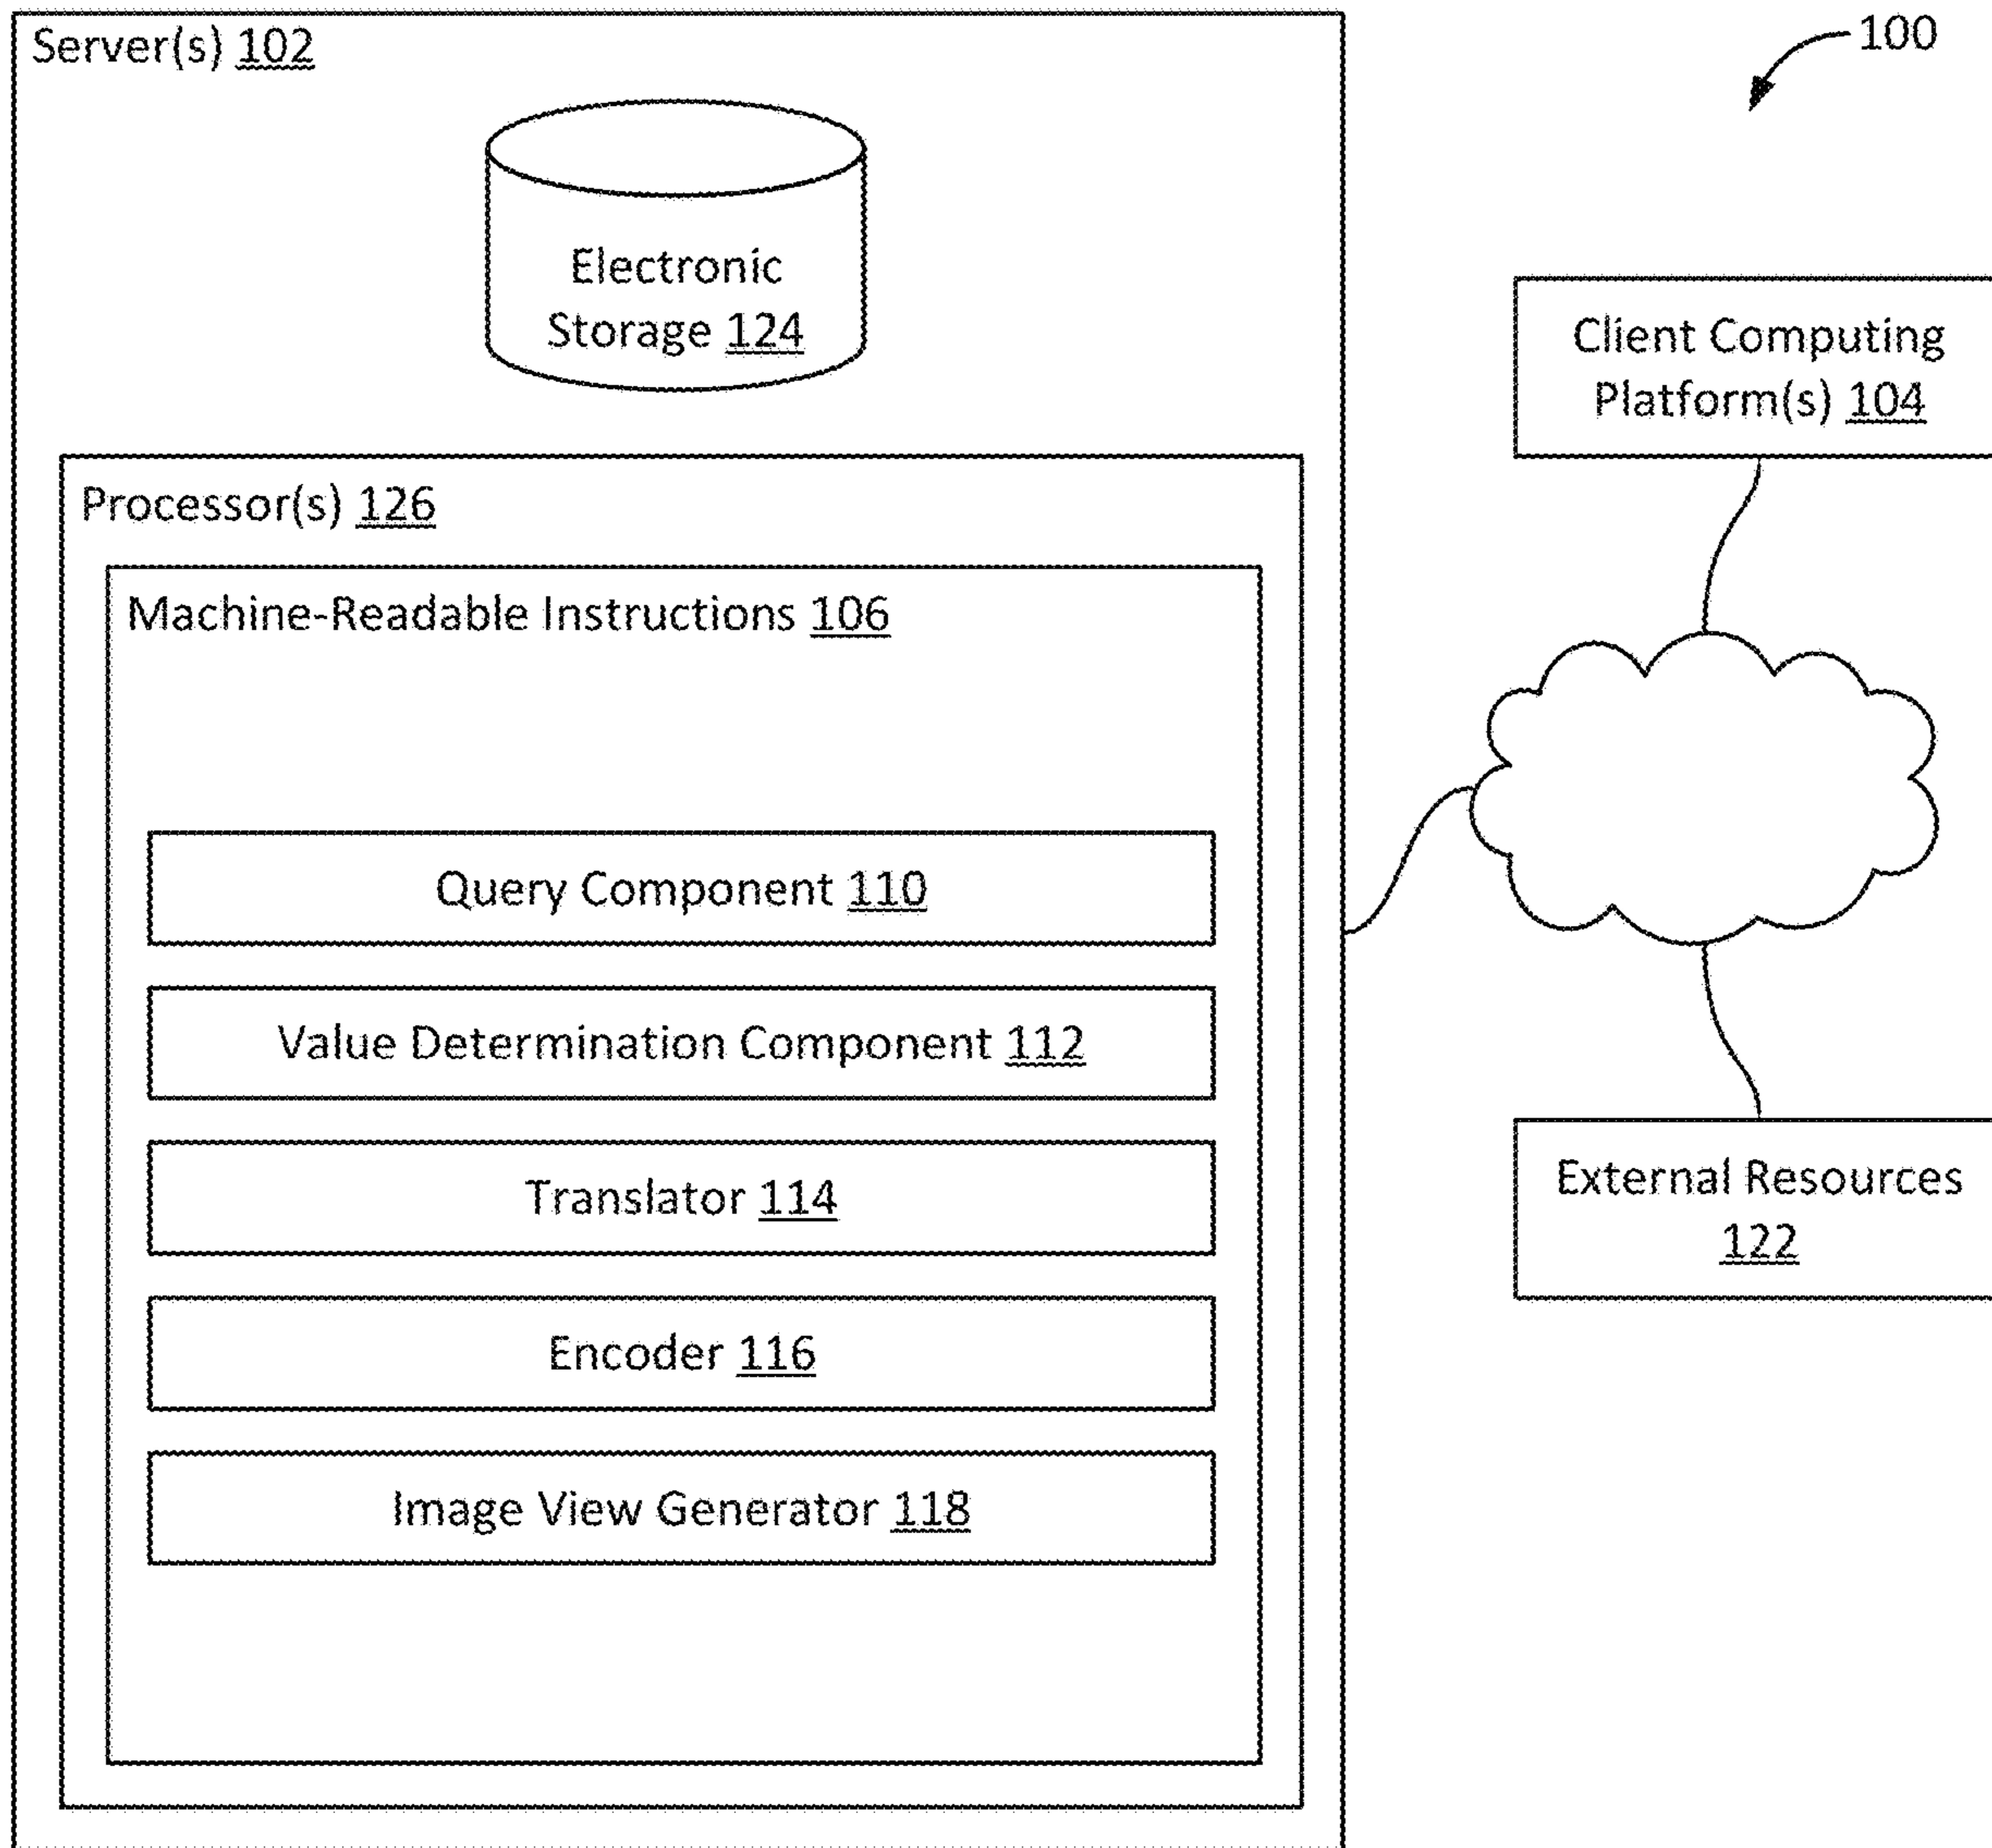 Server(s) 102
100
Electronic
Storage 124
Client Computing
Platform(s) 104
Processor(s) 126
Machine-Readable Instructions 106
Query Component 110
Value Determination Component 112
Translator 114
External Resources
122
Encoder 116
Image View Generator 118